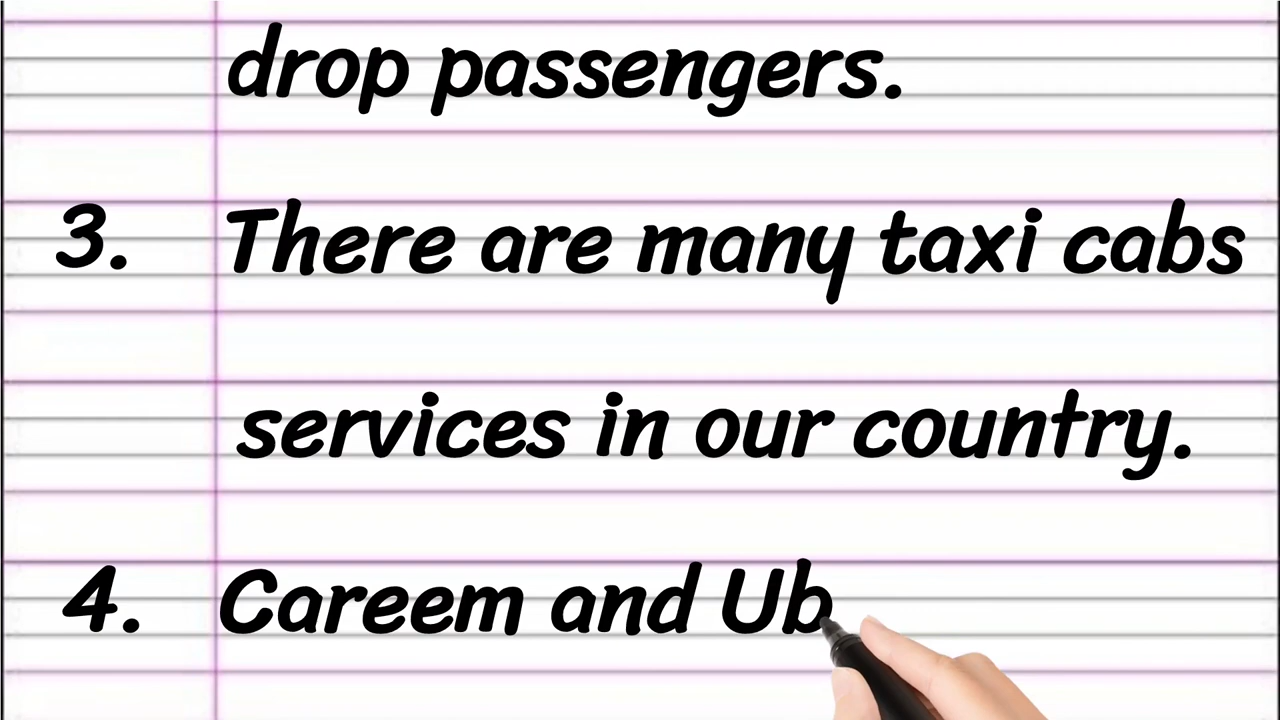 drop passengers.
3. There are many taxi cabs
services in our country.
4. Careem and Ub